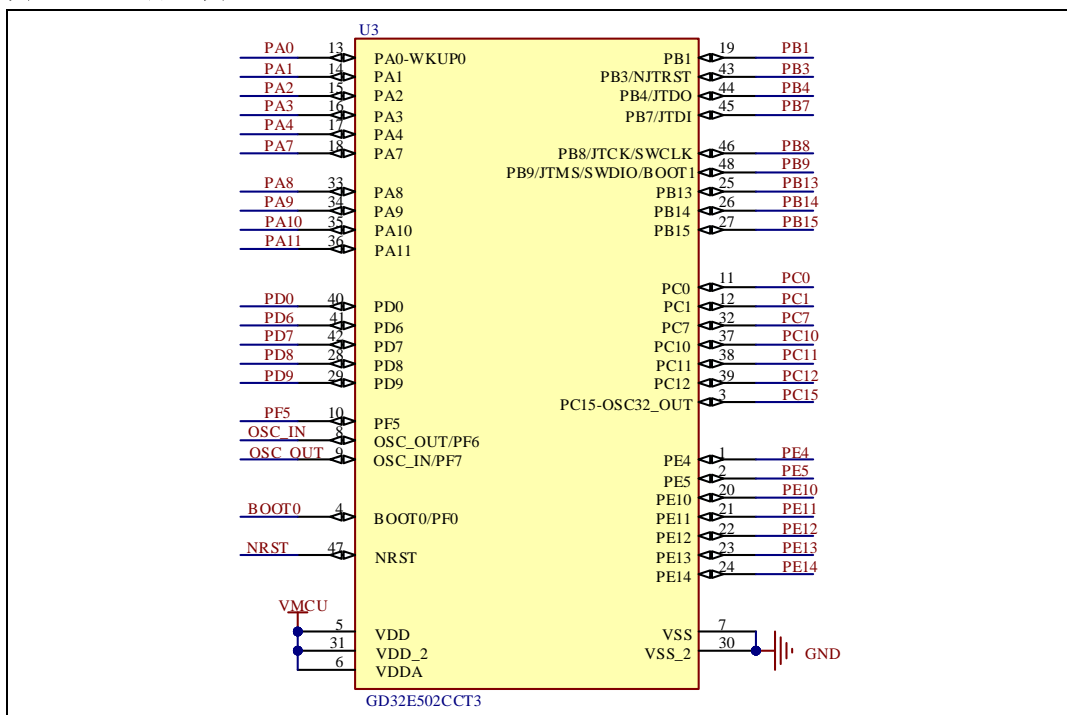 U3
PA0 13 PA0-WKUP0 PB1 19 PB1
PA1 14 PA1 PB3/NJTRST 43 PB3
PA2 15 PA2 PB4/JTDO 44 PB4
PA3 16 PA3 PB7/JTDI 45 PB7
PA4 17 PA4
PA7 18 PA7 PB8/JTCK/SWCLK 46 PB8
PB9/JTMS/SWDIO/BOOT1 48 PB9
PA8 33 PA8 PB13 25 PB13
PA9 34 PA9 PB14 26 PB14
PA10 35 PA10 PB15 27 PB15
PA11 36 PA11
PC0 11 PC0
PD0 40 PD0 PC1 12 PC1
PD6 41 PD6 PC7 32 PC7
PD7 42 PD7 PC10 37 PC10
PD8 28 PD8 PC11 38 PC11
PD9 29 PD9 PC12 39 PC12
PC15-OSC32_OUT 3 PC15
PF5 10 PF5
OSC_IN 8 OSC_OUT/PF6
OSC_OUT 9 OSC_IN/PF7 PE4 1 PE4
PE5 2 PE5
PE10 20 PE10
BOOT0 4 BOOT0/PF0 PE11 21 PE11
PE12 22 PE12
NRST 47 NRST PE13 23 PE13
PE14 24 PE14
VMCU
5 VDD VSS 7
31 VDD_2 VSS_2 30 GND
6 VDDA
GD32E502CCT3